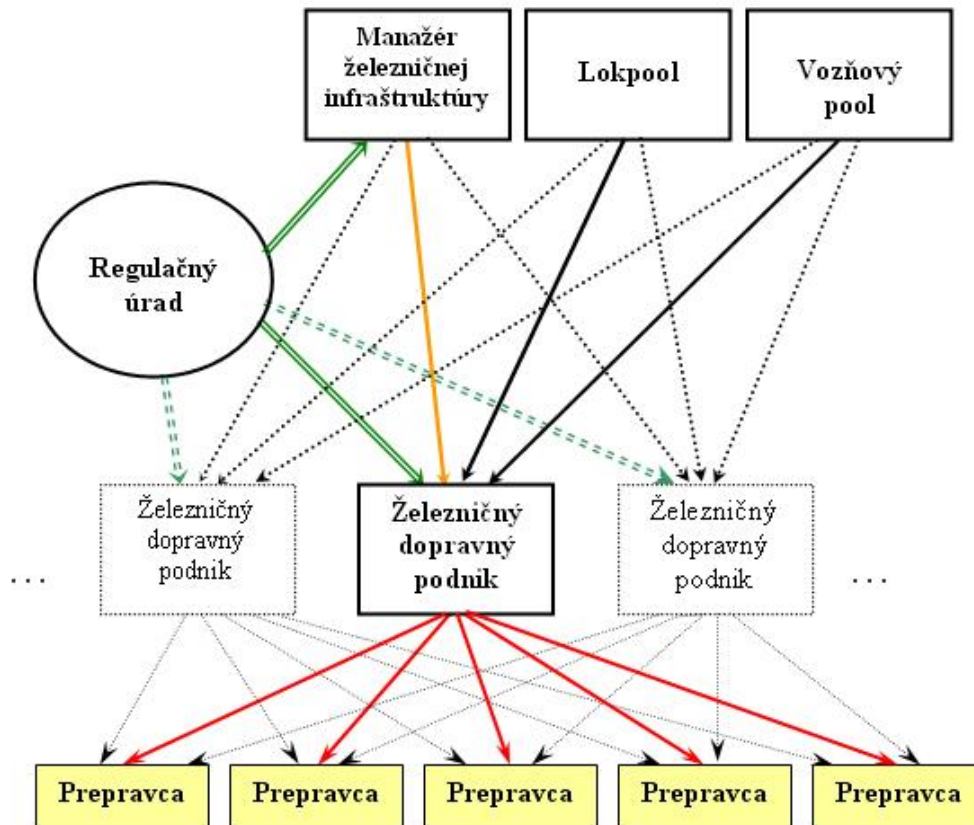 Manažér
železničnej
infraštruktúry
Lokpool
Vozňový
pool
Regulačný
úrad
Železničný
dopravný
podnik
Železničný
dopravný
podnik
Železničný
dopravný
podnik
...
...
Prepravca
Prepravca
Prepravca
Prepravca
Prepravca